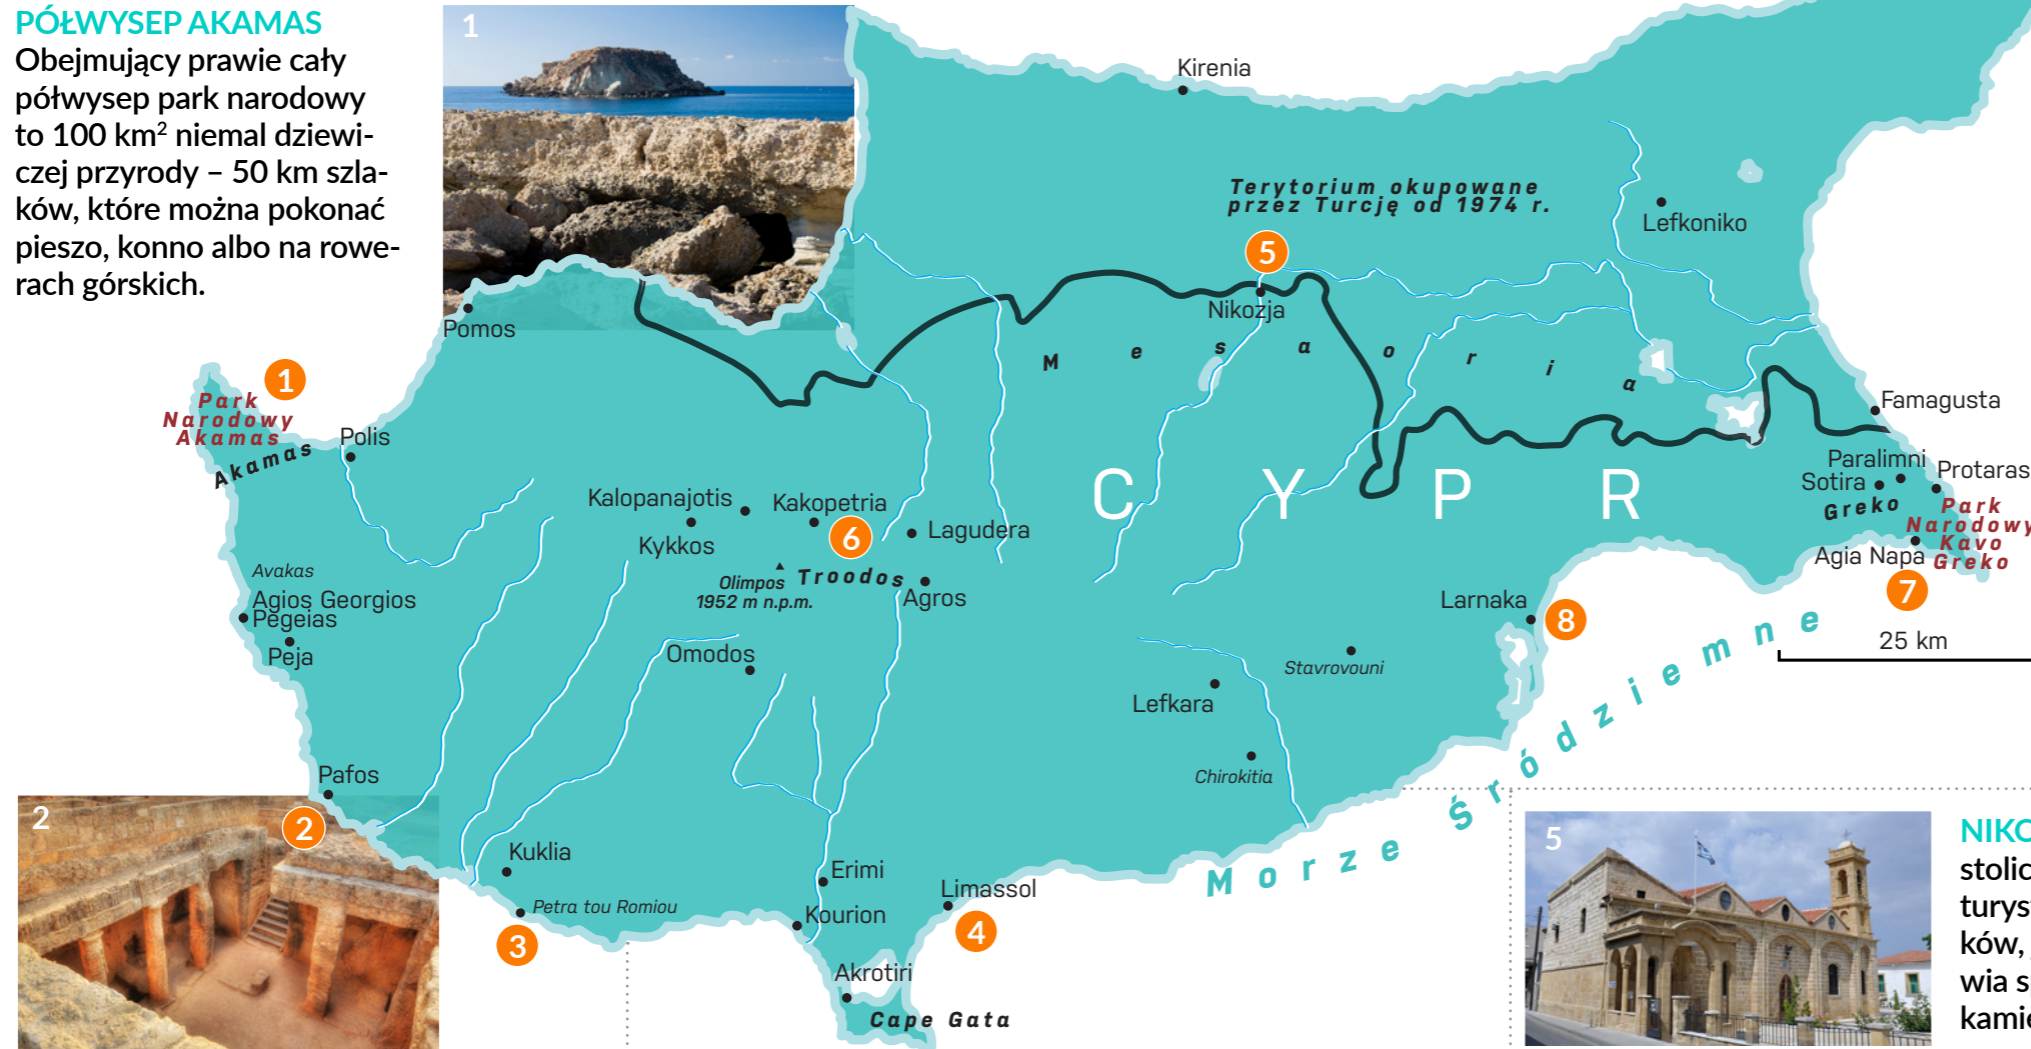 PÓŁWYSEP AKAMAS
Obejmujący prawie cały
półwysep park narodowy
to 100 km² niemal dziewi-
czej przyrody – 50 km szla-
ków, które można pokonać
pieszo, konno albo na rowe-
rach górskich.
1
Kirenia
Terytorium okupowane
przez Turcję od 1974 r.
Lefkoniko
5
Nikozja
Pomos
Mesaoria
1
Park
Narodowy
Akamas
Akamas
Polis
Famagusta
CYPR
Paralimni
Protaras
Sotira
Greko
Park
Narodowy
Kavo
Greko
Agia Napa
7
Kalopanajotis
Kakopetria
6
Kykkos
Lagudera
Olimpos
1952 m n.p.m.
Troodos
Agros
Avakas
Agios Georgios
Pegeias
Peja
Larnaka
8
25 km
Omodos
Stavrovouni
Lefkara
Chirokitia
Morze Śródziemne
Pafos
2
2
Kuklia
Petra tou Romiou
3
Erimi
Kourion
Limassol
4
Akrotiri
Cape Gata
5
stolic
turys
ków,
wia s
kamie